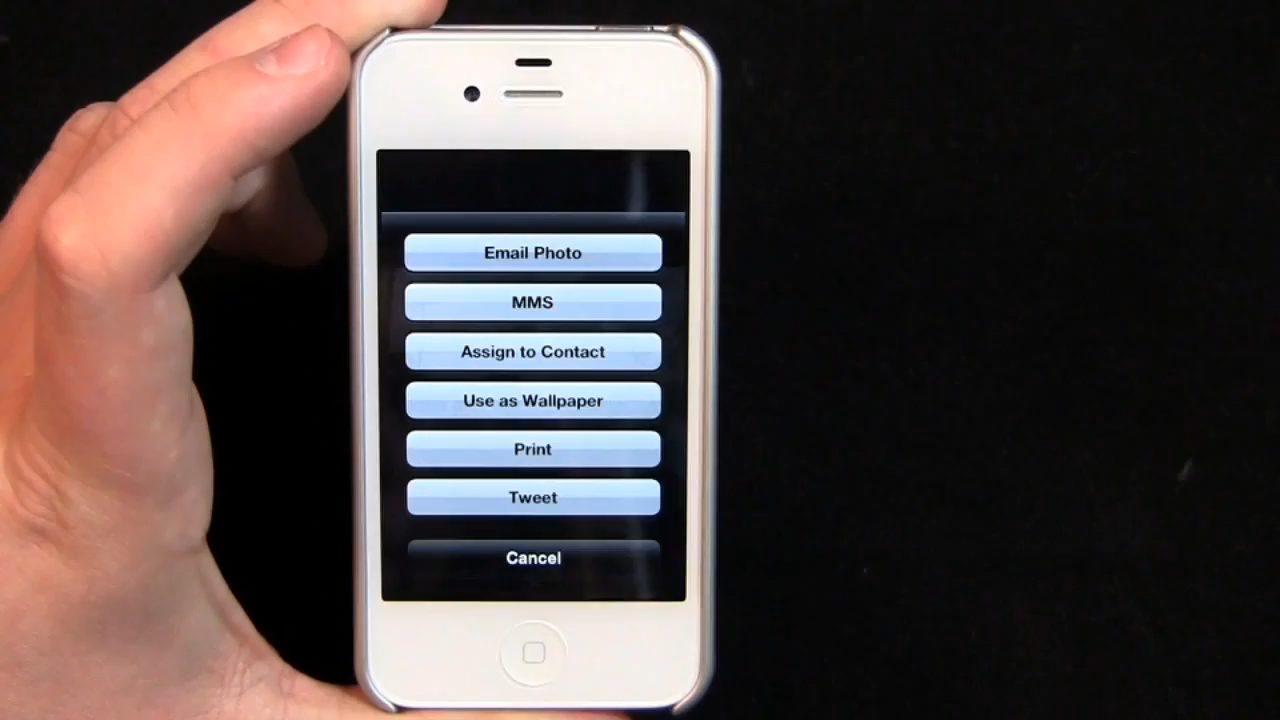 Email Photo
MMS
Assign to Contact
Use as Wallpaper
Print
Tweet
Cancel